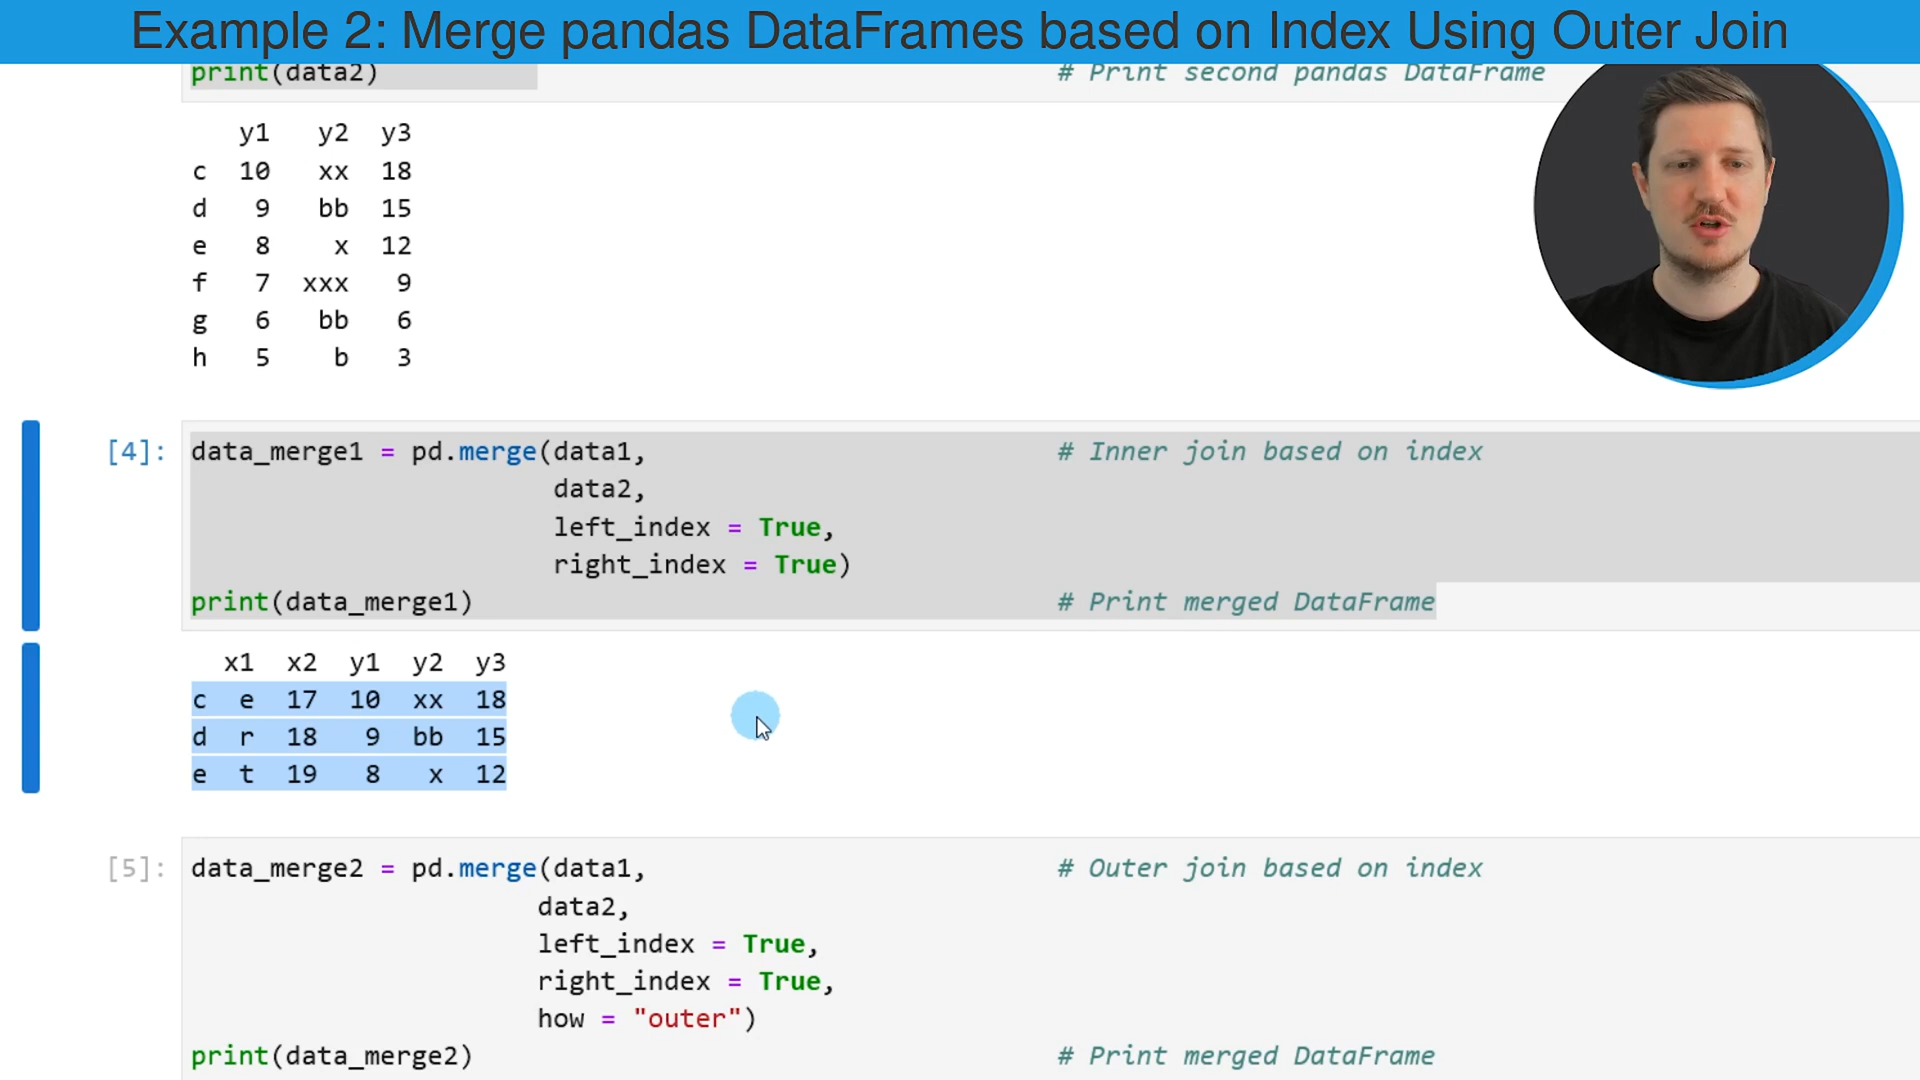 Example 2: Merge pandas DataFrames based on Index Using Outer Join
print(data2) # Print second pandas DataFrame
y1 y2 y3
c 10 xx 18
d 9 bb 15
e 8 x 12
f 7 xxx 9
g 6 bb 6
h 5 b 3
[4]: data_merge1 = pd.merge(data1, # Inner join based on index
data2,
left_index = True,
right_index = True)
print(data_merge1) # Print merged DataFrame
x1 x2 y1 y2 y3
c e 17 10 xx 18
d r 18 9 bb 15
e t 19 8 x 12
[5]: data_merge2 = pd.merge(data1, # Outer join based on index
data2,
left_index = True,
right_index = True,
how = "outer")
print(data_merge2) # Print merged DataFrame